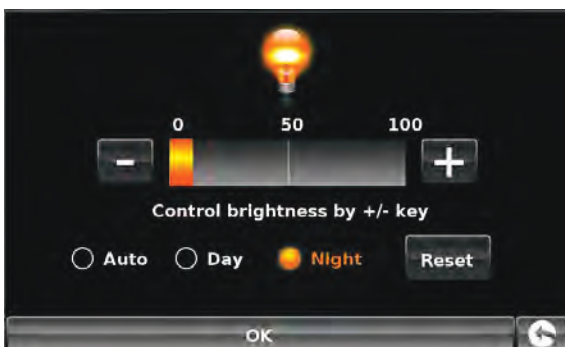 0 50 100
- +
Control brightness by +/- key
Auto Day Night Reset
OK